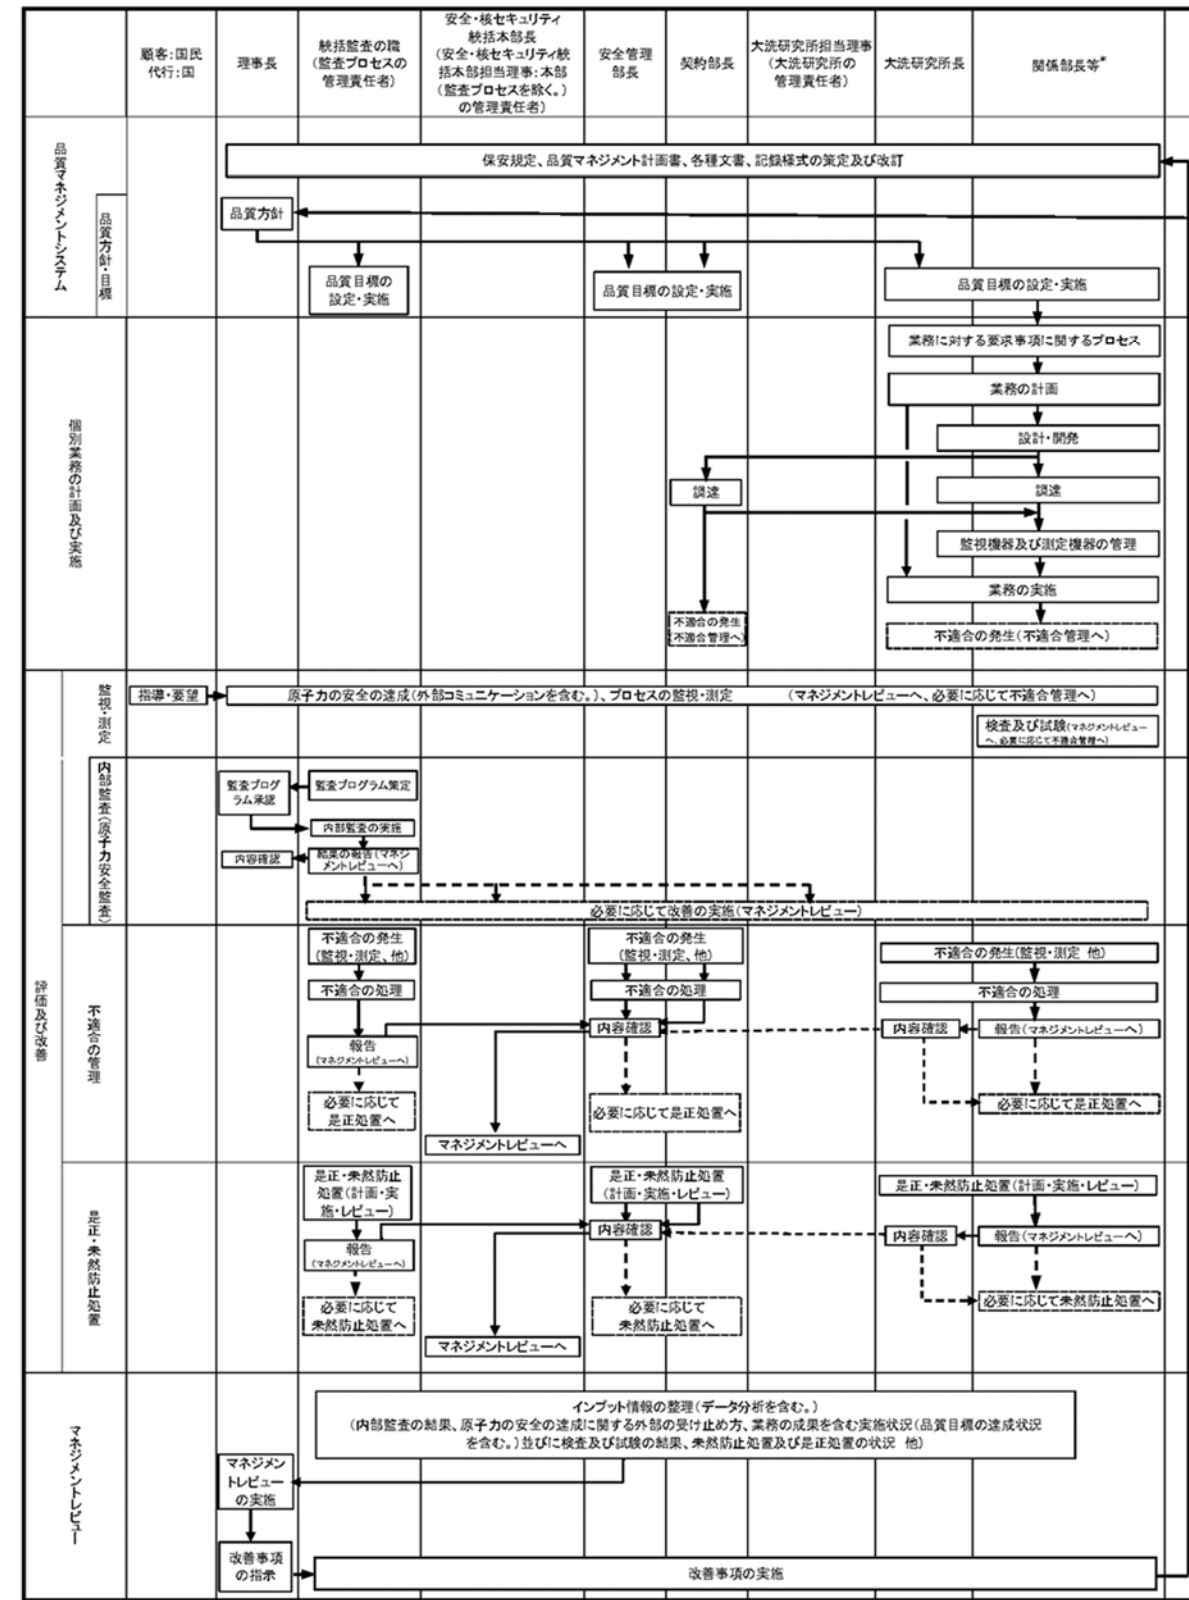 顧客:国民
代行:国
理事長
統括監査の職
(監査プロセスの
管理責任者)
安全・核セキュリティ
統括本部長
(安全・核セキュリティ統
括本部担当理事:本部
(監査プロセスを除く。)
の管理責任者)
安全管理
部長
契約部長
大洗研究所担当理事
(大洗研究所の
管理責任者)
大洗研究所長
関係部長等*
品質マネジメントシステム
保安規定、品質マネジメント計画書、各種文書、記録様式の策定及び改訂
品質方針・目標
品質方針
品質目標の
設定・実施
品質目標の設定・実施
品質目標の設定・実施
個別業務の計画及び実施
業務に対する要求事項に関するプロセス
業務の計画
設計・開発
調達
調達
監視機器及び測定機器の管理
業務の実施
不適合の発生
(不適合管理へ)
不適合の発生(不適合管理へ)
評価及び改善
監視・測定
指導・要望
原子力の安全の達成(外部コミュニケーションを含む。)、プロセスの監視・測定 (マネジメントレビューへ、必要に応じて不適合管理へ)
検査及び試験(マネジメントレビュー
へ、必要に応じて不適合管理へ)
内部監査(原子力安全監査)
監査プログ
ラム承認
監査プログラム策定
内部監査の実施
内容確認
結果の報告(マネジ
メントレビューへ)
必要に応じて改善の実施(マネジメントレビュー)
不適合の管理
不適合の発生
(監視・測定、他)
不適合の発生
(監視・測定、他)
不適合の発生(監視・測定 他)
不適合の処理
不適合の処理
不適合の処理
報告
(マネジメントレビューへ)
内容確認
内容確認
報告(マネジメントレビューへ)
必要に応じて
是正処置へ
必要に応じて是正処置へ
必要に応じて是正処置へ
マネジメントレビューへ
是正・未然防止処置
是正・未然防止
処置(計画・実
施・レビュー)
是正・未然防止処置
(計画・実施・レビュー)
是正・未然防止処置(計画・実施・レビュー)
報告
(マネジメントレビューへ)
内容確認
内容確認
報告(マネジメントレビューへ)
必要に応じて
未然防止処置へ
必要に応じて
未然防止処置へ
必要に応じて未然防止処置へ
マネジメントレビューへ
マネジメントレビュー
インプット情報の整理(データ分析を含む。)
(内部監査の結果、原子力の安全の達成に関する外部の受け止め方、業務の成果を含む実施状況(品質目標の達成状況
を含む。)並びに検査及び試験の結果、未然防止処置及び是正処置の状況 他)
マネジメン
トレビュー
の実施
改善事項
の指示
改善事項の実施